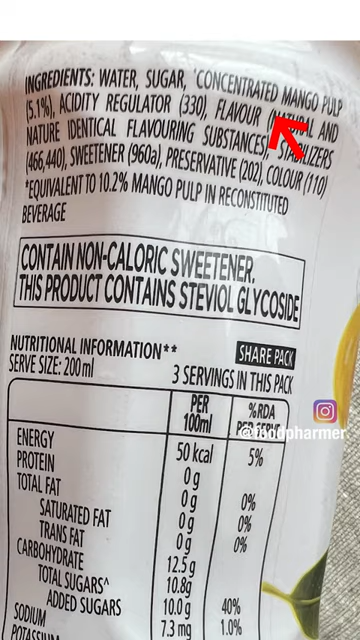 INGREDIENTS: WATER, SUGAR, *CONCENTRATED MANGO PULP
(5.1%), ACIDITY REGULATOR (330), FLAVOUR AND
NATURE IDENTICAL FLAVOURING SUBSTANCES), STABILIZERS
(466,440), SWEETENER (960a), PRESERVATIVE (202), COLOUR (110)
*EQUIVALENT TO 10.2% MANGO PULP IN RECONSTITUTED
BEVERAGE
CONTAIN NON-CALORIC SWEETENER.
THIS PRODUCT CONTAINS STEVIOL GLYCOSIDE
NUTRITIONAL INFORMATION** SHARE PACK
SERVE SIZE: 200 ml 3 SERVINGS IN THIS PACK
PER
100ml
%RDA
PER SERVE
@foodpharmer
ENERGY 50 kcal 5%
PROTEIN 0 g
TOTAL FAT 0 g 0%
SATURATED FAT 0 g 0%
TRANS FAT 0 g 0%
CARBOHYDRATE 12.5 g
TOTAL SUGARS^ 10.8g
ADDED SUGARS 10.0 g 40%
SODIUM 7.3 mg 1.0%
POTASSIUM